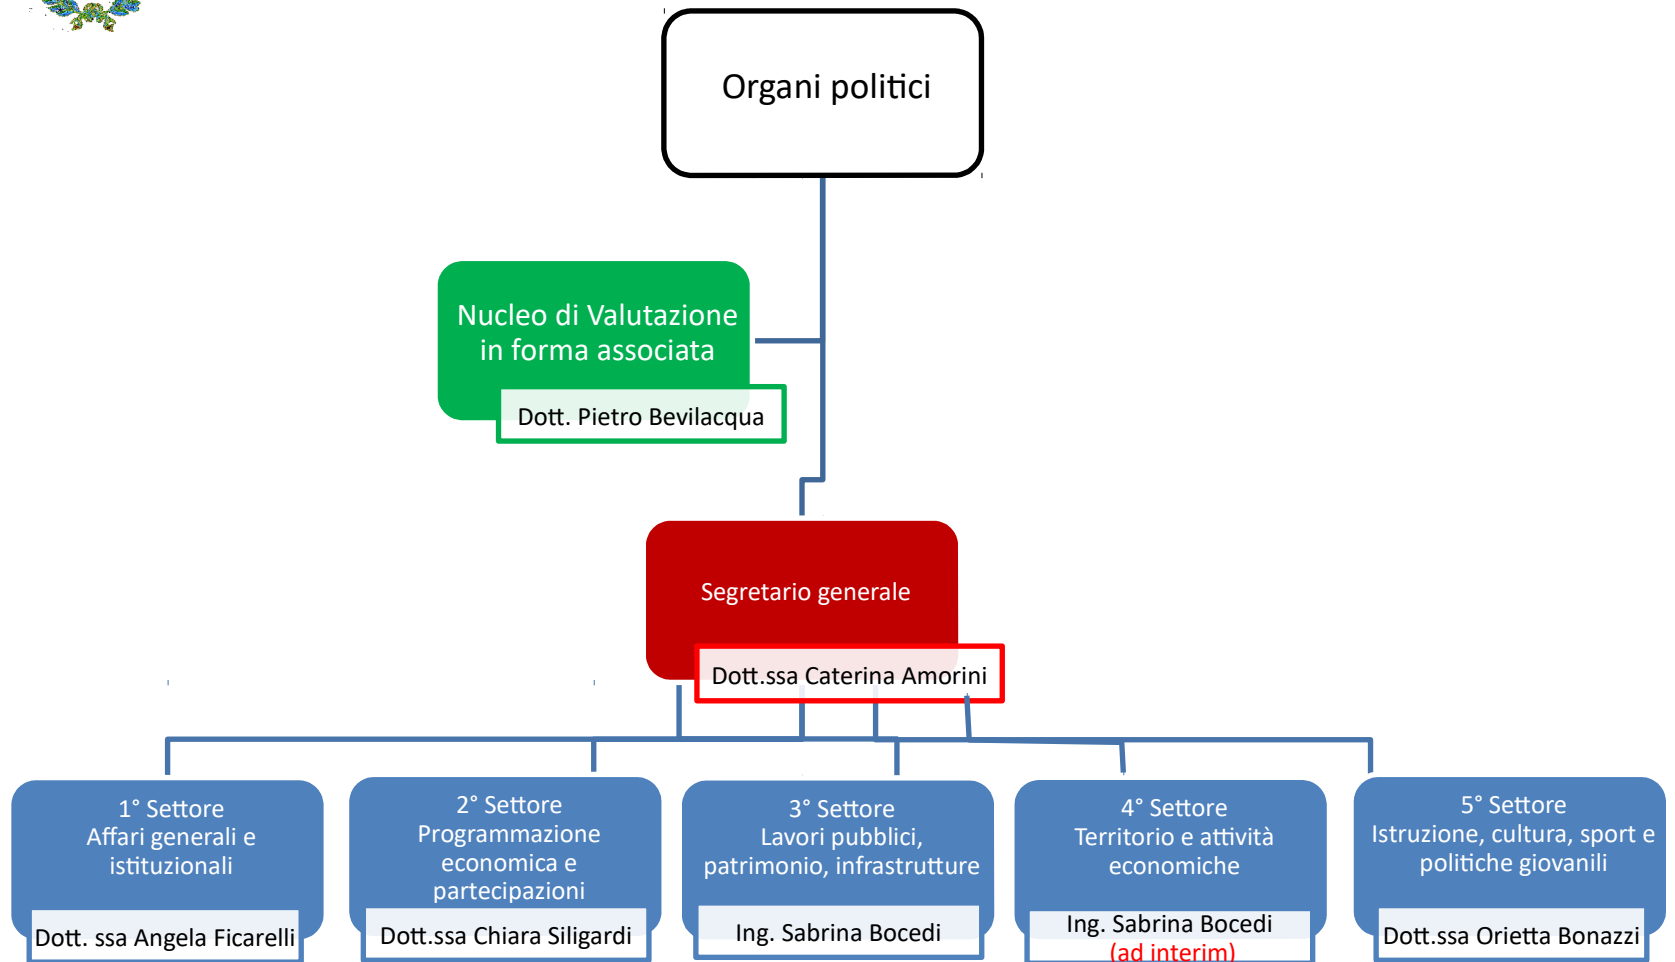 Organi politici
Nucleo di Valutazione
in forma associata
Dott. Pietro Bevilacqua
Segretario generale
Dott.ssa Caterina Amorini
1° Settore
Affari generali e
istituzionali
Dott. ssa Angela Ficarelli
2° Settore
Programmazione
economica e
partecipazioni
Dott.ssa Chiara Siligardi
3° Settore
Lavori pubblici,
patrimonio, infrastrutture
Ing. Sabrina Bocedi
4° Settore
Territorio e attività
economiche
Ing. Sabrina Bocedi
(ad interim)
5° Settore
Istruzione, cultura, sport e
politiche giovanili
Dott.ssa Orietta Bonazzi